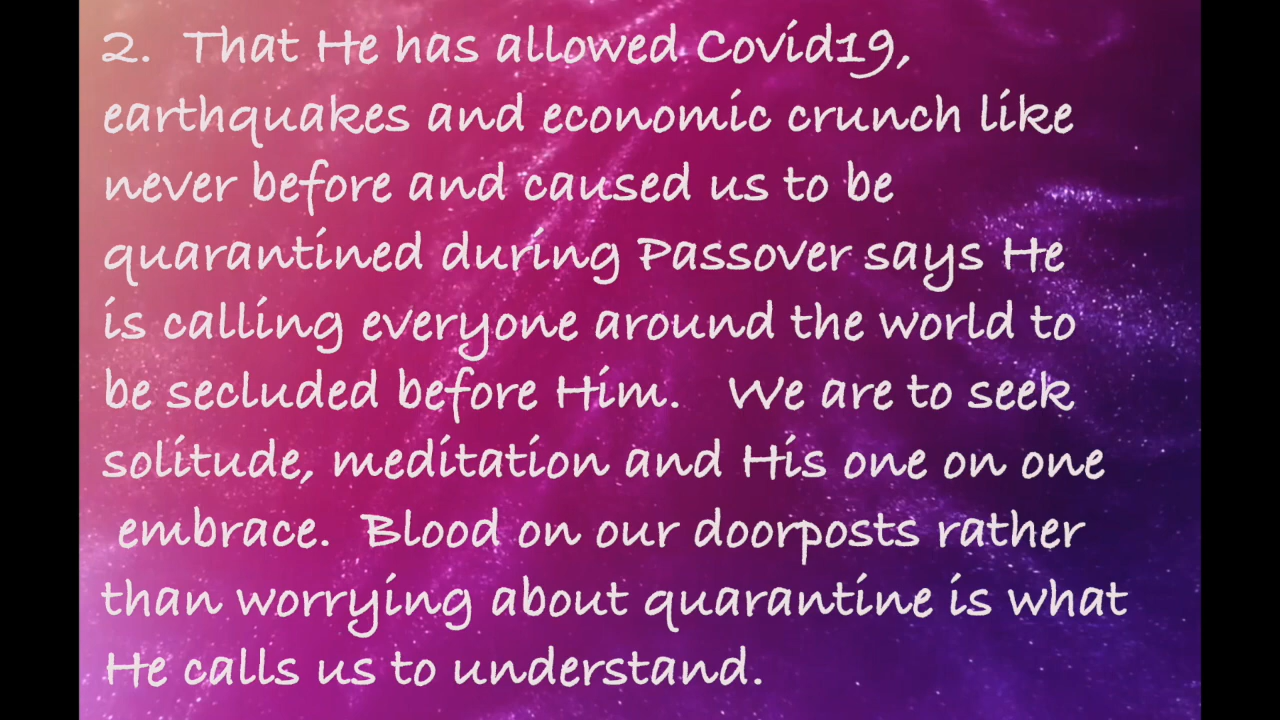 2. That He has allowed Covid19,
earthquakes and economic crunch like
never before and caused us to be
quarantined during Passover says He
is calling everyone around the world to
be secluded before Him. We are to seek
solitude, meditation and His one on one
embrace. Blood on our doorposts rather
than worrying about quarantine is what
He calls us to understand.